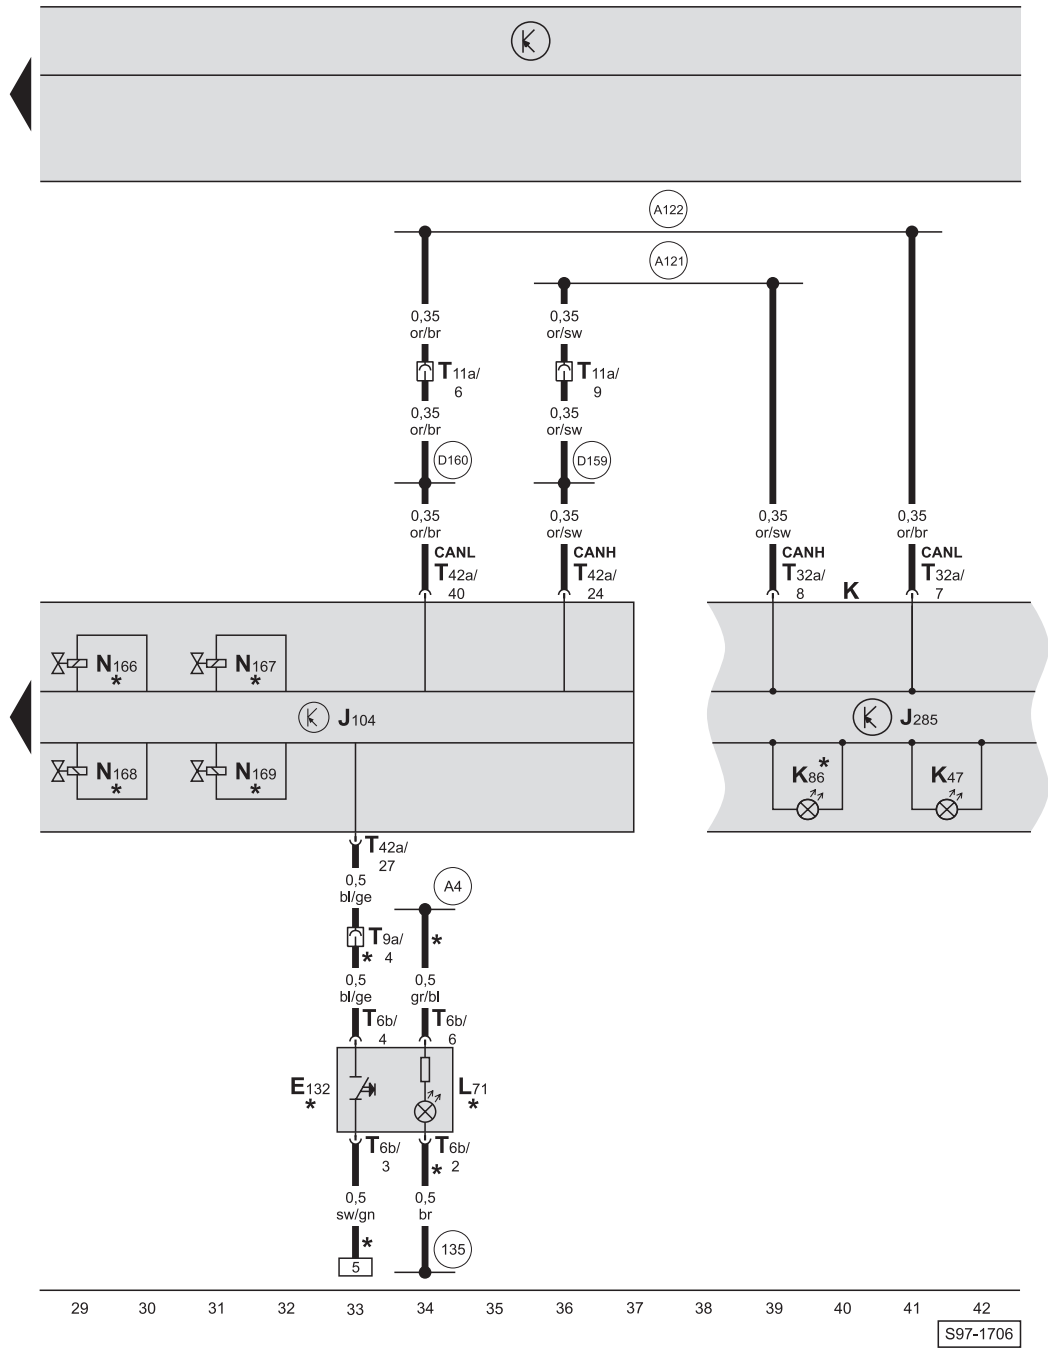 A122
A121
0,35 0,35
or/br or/sw
T11a/ T11a/
6 9
0,35 0,35
or/br or/sw
D160 D159
0,35 0,35 0,35 0,35
or/br or/sw or/sw or/br
CANL CANH CANH CANL
T42a/ T42a/ T32a/ T32a/
40 24 8 K 7
N166 N167
* *
J104 J285
N168 N169 K86 * K47
* *
T42a/
27
0,5 A4
bl/ge
T9a/ *
* 4
0,5 0,5
bl/ge gr/bl
T6b/ T6b/
4 6
E132 L71
* *
T6b/ T6b/
3 * 2
0,5 0,5
sw/gn br
* 135
5
29 30 31 32 33 34 35 36 37 38 39 40 41 42
S97-1706